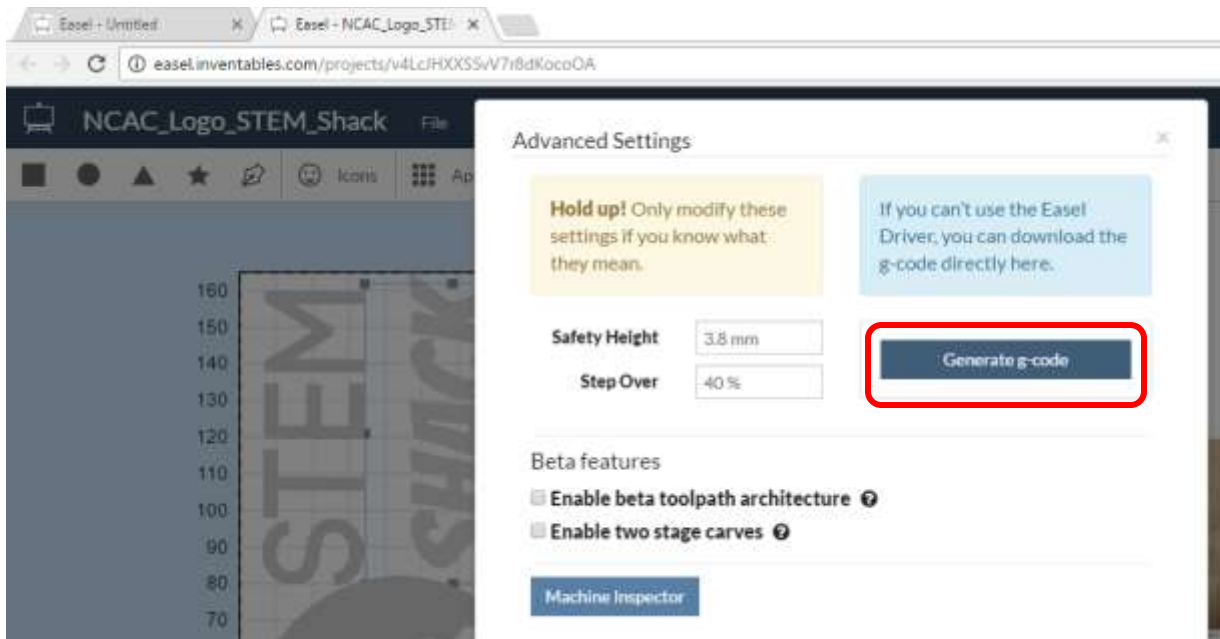 Easel - Untitled
Easel - NCAC_Logo_STE
easel.inventables.com/projects/v4LcJHXXSSvV7r8dKocoOA
NCAC_Logo_STEM_Shack File
Icons Ap
Advanced Settings
Hold up! Only modify these
settings if you know what
they mean.
If you can't use the Easel
Driver, you can download the
g-code directly here.
Safety Height 3.8 mm
Step Over 40 %
Generate g-code
Beta features
Enable beta toolpath architecture
Enable two stage carves
Machine Inspector
160
150
140
130
120
110
100
90
80
70
STEM
SHACK